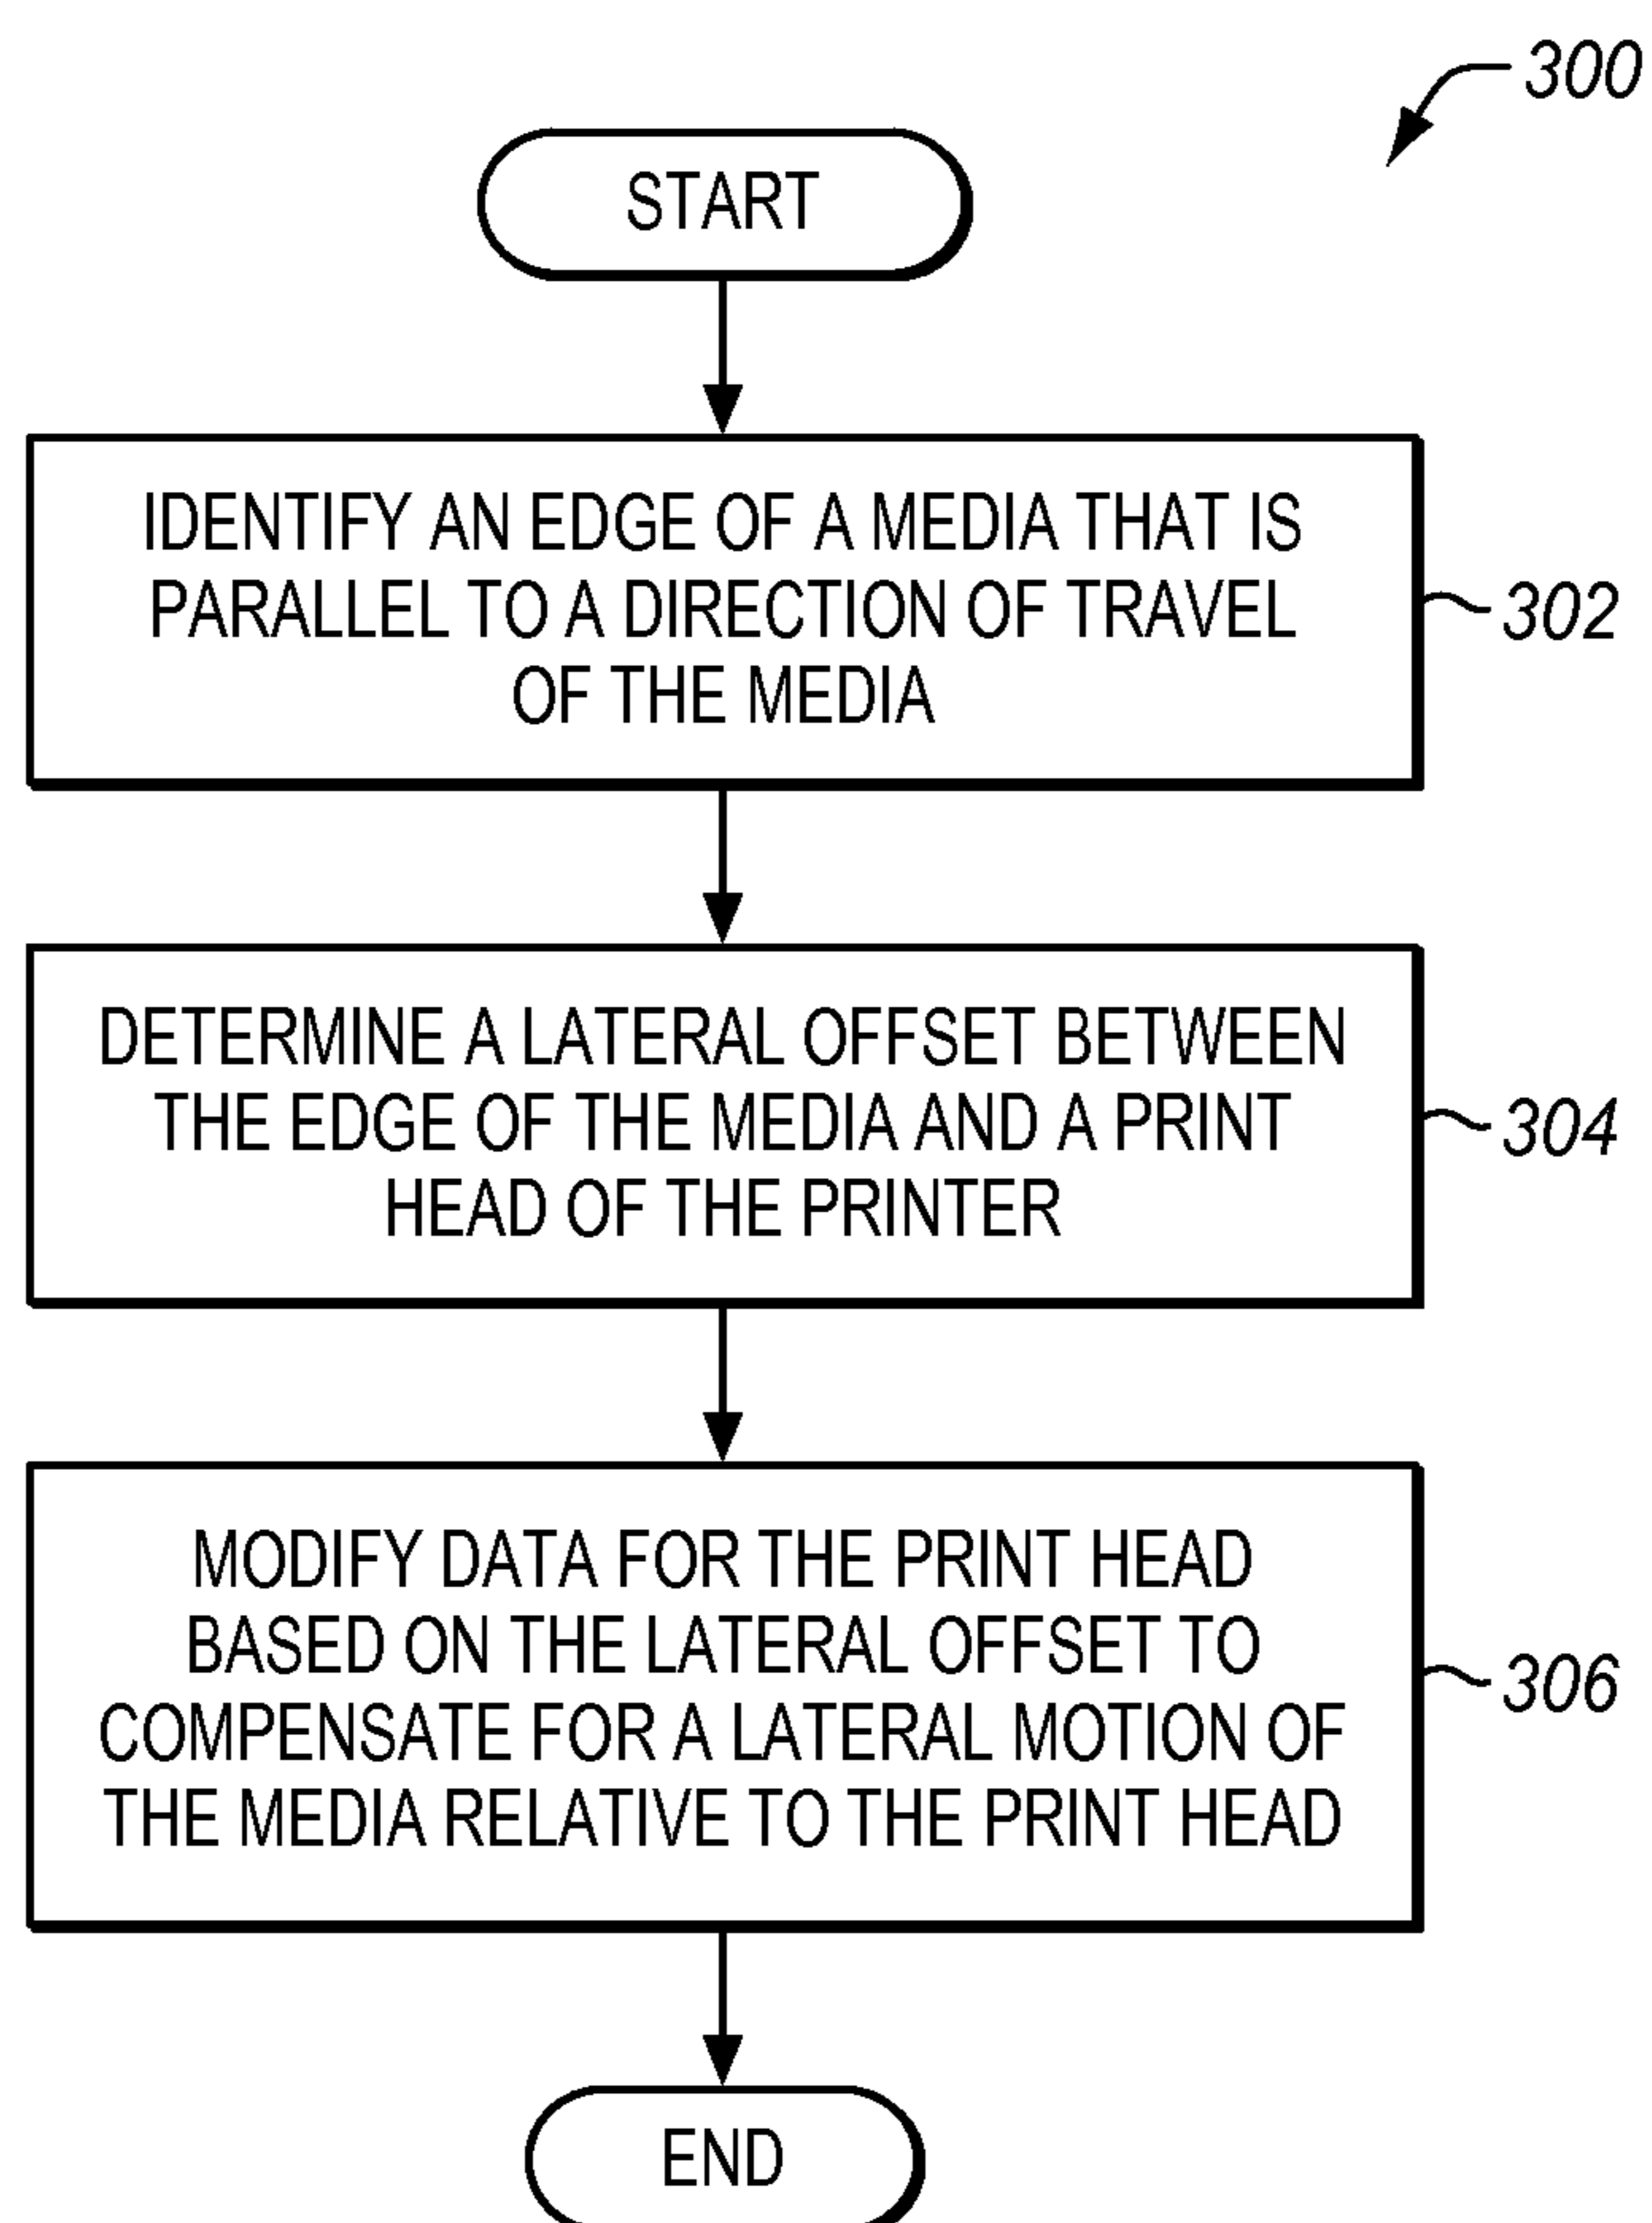 300
START
IDENTIFY AN EDGE OF A MEDIA THAT IS
PARALLEL TO A DIRECTION OF TRAVEL
OF THE MEDIA
302
DETERMINE A LATERAL OFFSET BETWEEN
THE EDGE OF THE MEDIA AND A PRINT
HEAD OF THE PRINTER
304
MODIFY DATA FOR THE PRINT HEAD
BASED ON THE LATERAL OFFSET TO
COMPENSATE FOR A LATERAL MOTION OF
THE MEDIA RELATIVE TO THE PRINT HEAD
306
END